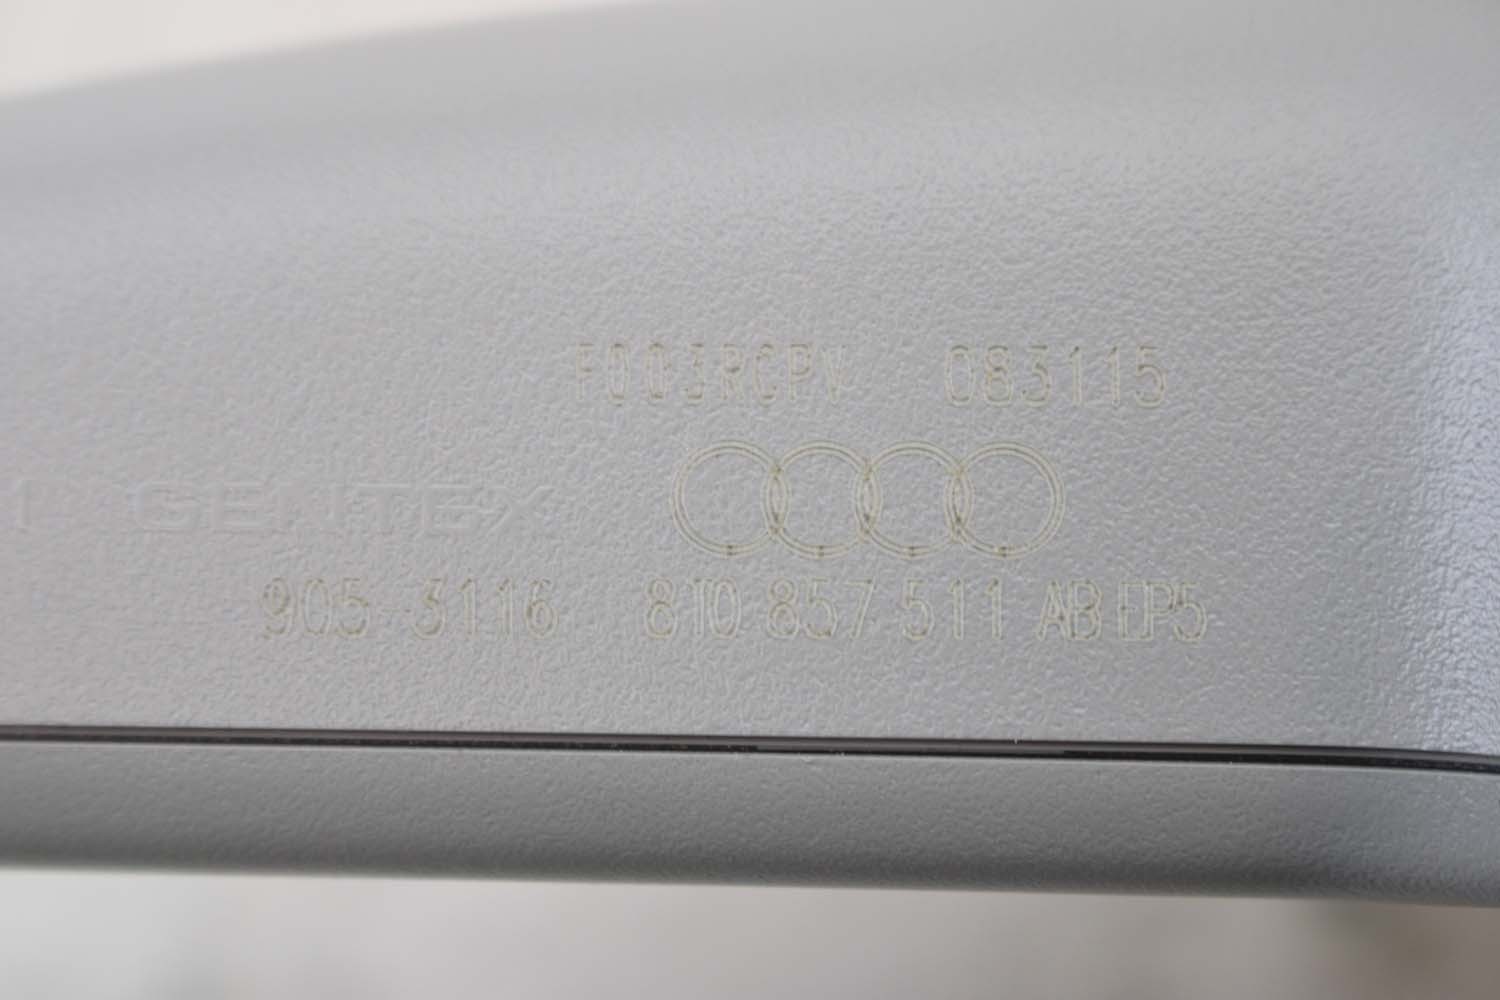 F003RCPV 083115
GENTEX
905 3116 8T0 857 511 AB EP5